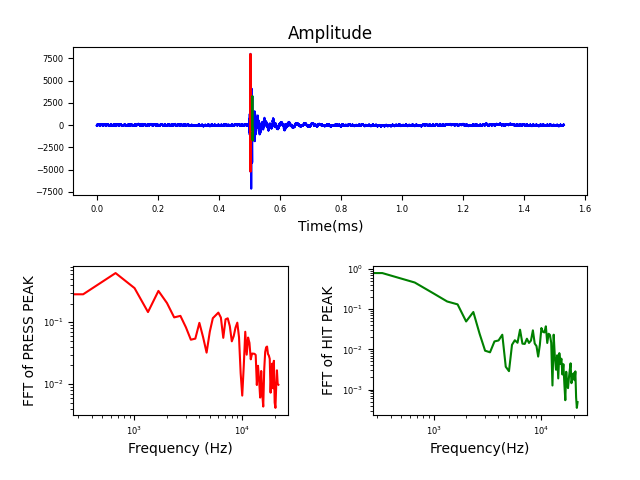 Amplitude
7500
5000
2500
0
−2500
−5000
−7500
0.0 0.2 0.4 0.6 0.8 1.0 1.2 1.4 1.6
Time(ms)
FFT of PRESS PEAK
10⁻¹
10⁻²
10³ 10⁴
Frequency (Hz)
FFT of HIT PEAK
10⁰
10⁻¹
10⁻²
10⁻³
10³ 10⁴
Frequency(Hz)